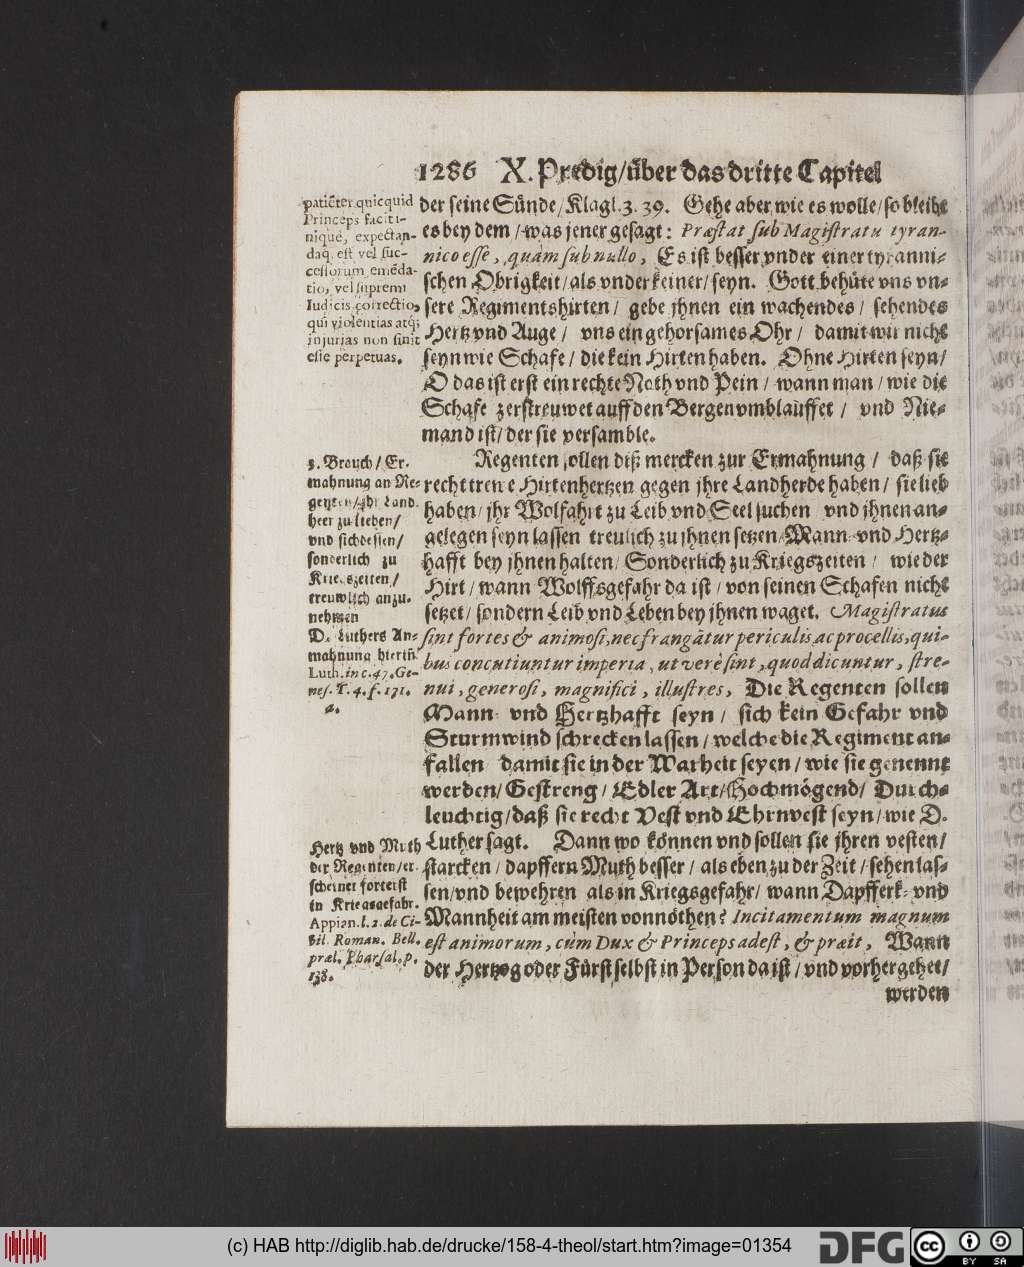 1286 X. Predig/über das dritte Capitel
patiēter quicquid
Princeps faciti-
nique, expectan-
daq́; est vel suc-
cessorum emēda-
tio, vel supremi
Iudicis correctio,
qui violentias atq;
injurias non sinit
esse perpetuas.
der seine Sünde/Klagl.3.39. Gehe aber wie es wolle/so bleibt
es bey dem/was jener gesagt: Præstat sub Magistratu tyran-
nico esse, quàm sub nullo, Es ist besser vnder einer tyranni-
schen Obrigkeit/als vnder keiner/seyn. Gott behüte vns vn-
sere Regimentshirten/ gebe jhnen ein wachendes/ sehendes
Hertz vnd Auge/ vns ein gehorsames Ohr/ damit wir nicht
seyn wie Schafe/die kein Hirten haben. Ohne Hirten seyn/
O das ist erst ein rechte Noth vnd Pein/wann man/wie die
Schafe zerstreuwet auff den Bergen vmblauffet/ vnd Nie-
mand ist/der sie versamble.
3. Brauch/Er-
mahnung an Re-
genten/jhr Land-
heer zu lieben/
vnd sich dessen/
sonderlich zu
Kriegszeiten/
treuwlich anzu-
nehmen
D. Luthers An-
mahnung hierin̄.
Luth. in c.47. Ge-
nes. T.4. f.171.
a.
Regenten sollen diß mercken zur Ermahnung/ daß sie
recht trewe Hirtenhertzen gegen jhre Landherde haben/ sie lieb
haben/jhr Wolfahrt zu Leib vnd Seel suchen vnd jhnen an-
gelegen seyn lassen treulich zu jhnen setzen/Mann- vnd Hertz-
hafft bey jhnen halten/Sonderlich zu Kriegszeiten/ wie der
Hirt/wann Wolffsgefahr da ist/von seinen Schafen nicht
setzet/sondern Leib vnd Leben bey jhnen waget. Magistratus
sint fortes & animosi, nec frangātur periculis ac procellis, qui-
bus concutiuntur imperia, ut verè sint, quod dicuntur, stre-
nui, generosi, magnifici, illustres, Die Regenten sollen
Mann- vnd Hertzhafft seyn/ sich kein Gefahr vnd
Sturmwind schrecken lassen/welche die Regiment an-
fallen damit sie in der Warheit seyen/wie sie genennt
werden/Gestreng/Edler Art/Hochmögend/ Durch-
leuchtig/daß sie recht Vest vnd Ehrnvest seyn/wie D.
Luther sagt. Dann wo können vnd sollen sie jhren vesten/
starcken/dapffern Muth besser/als eben zu der Zeit/sehen las-
sen/vnd bewehren als in Kriegsgefahr/wann Dapfferk- vnd
Mannheit am meisten vonnöthen? Incitamentum magnum
est animorum, cùm Dux & Princeps adest, & præit, Wann
der Hertzog oder Fürst selbst in Person da ist/vnd vorher gehet/
Hertz vnd Muth
der Regenten/er-
scheinet fornemst
in Kriegsgefahr.
Appian. l.2. de Ci-
vil. Roman. Bell.
præl. Pharsal. p.
138.
werden
(c) HAB http://diglib.hab.de/drucke/158-4-theol/start.htm?image=01354
DFG
cc BY SA